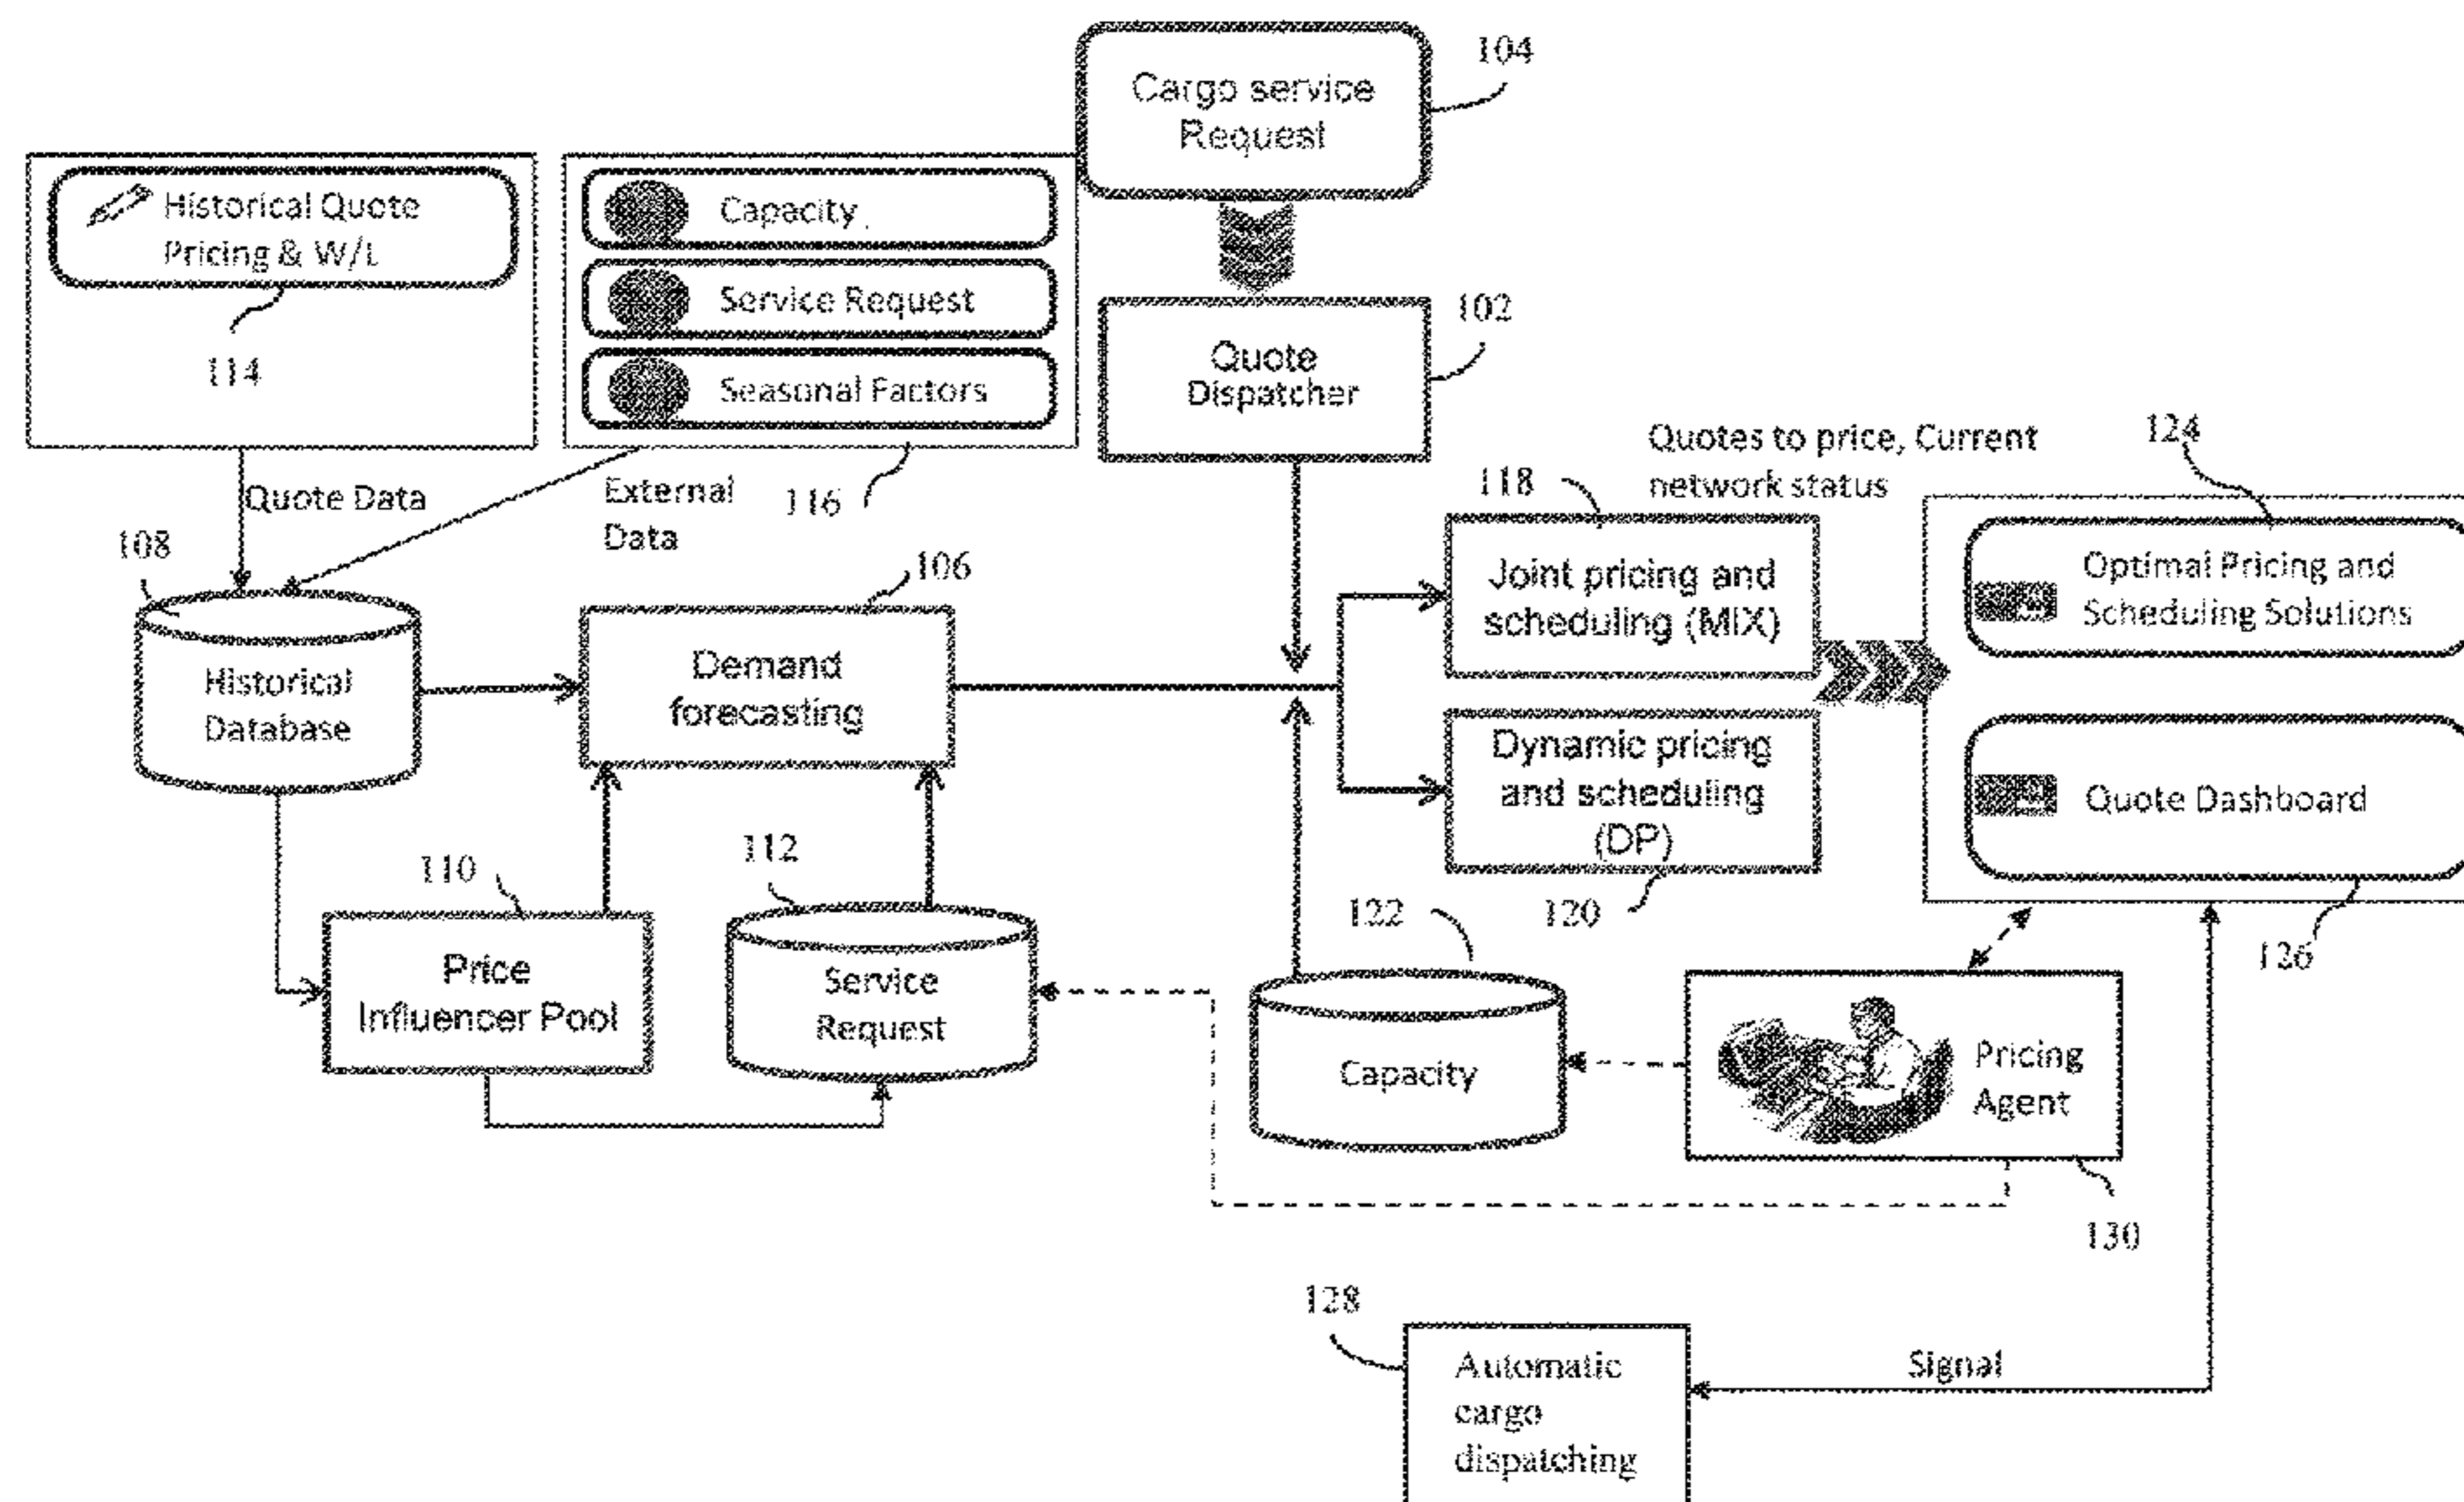 104
Cargo service
Request
Historical Quote
Pricing & W/L
114
Capacity
Service Request
Seasonal Factors
116
102
Quote
Dispatcher
Quote Data
External
Data
Quotes to price, Current
network status
124
118
108
106
Historical
Database
Demand
forecasting
Joint pricing and
scheduling (MIX)
Optimal Pricing and
Scheduling Solutions
Dynamic pricing
and scheduling
(DP)
Quote Dashboard
110
112
122
120
126
Price
Influencer Pool
Service
Request
Capacity
Pricing
Agent
130
128
Automatic
cargo
dispatching
Signal